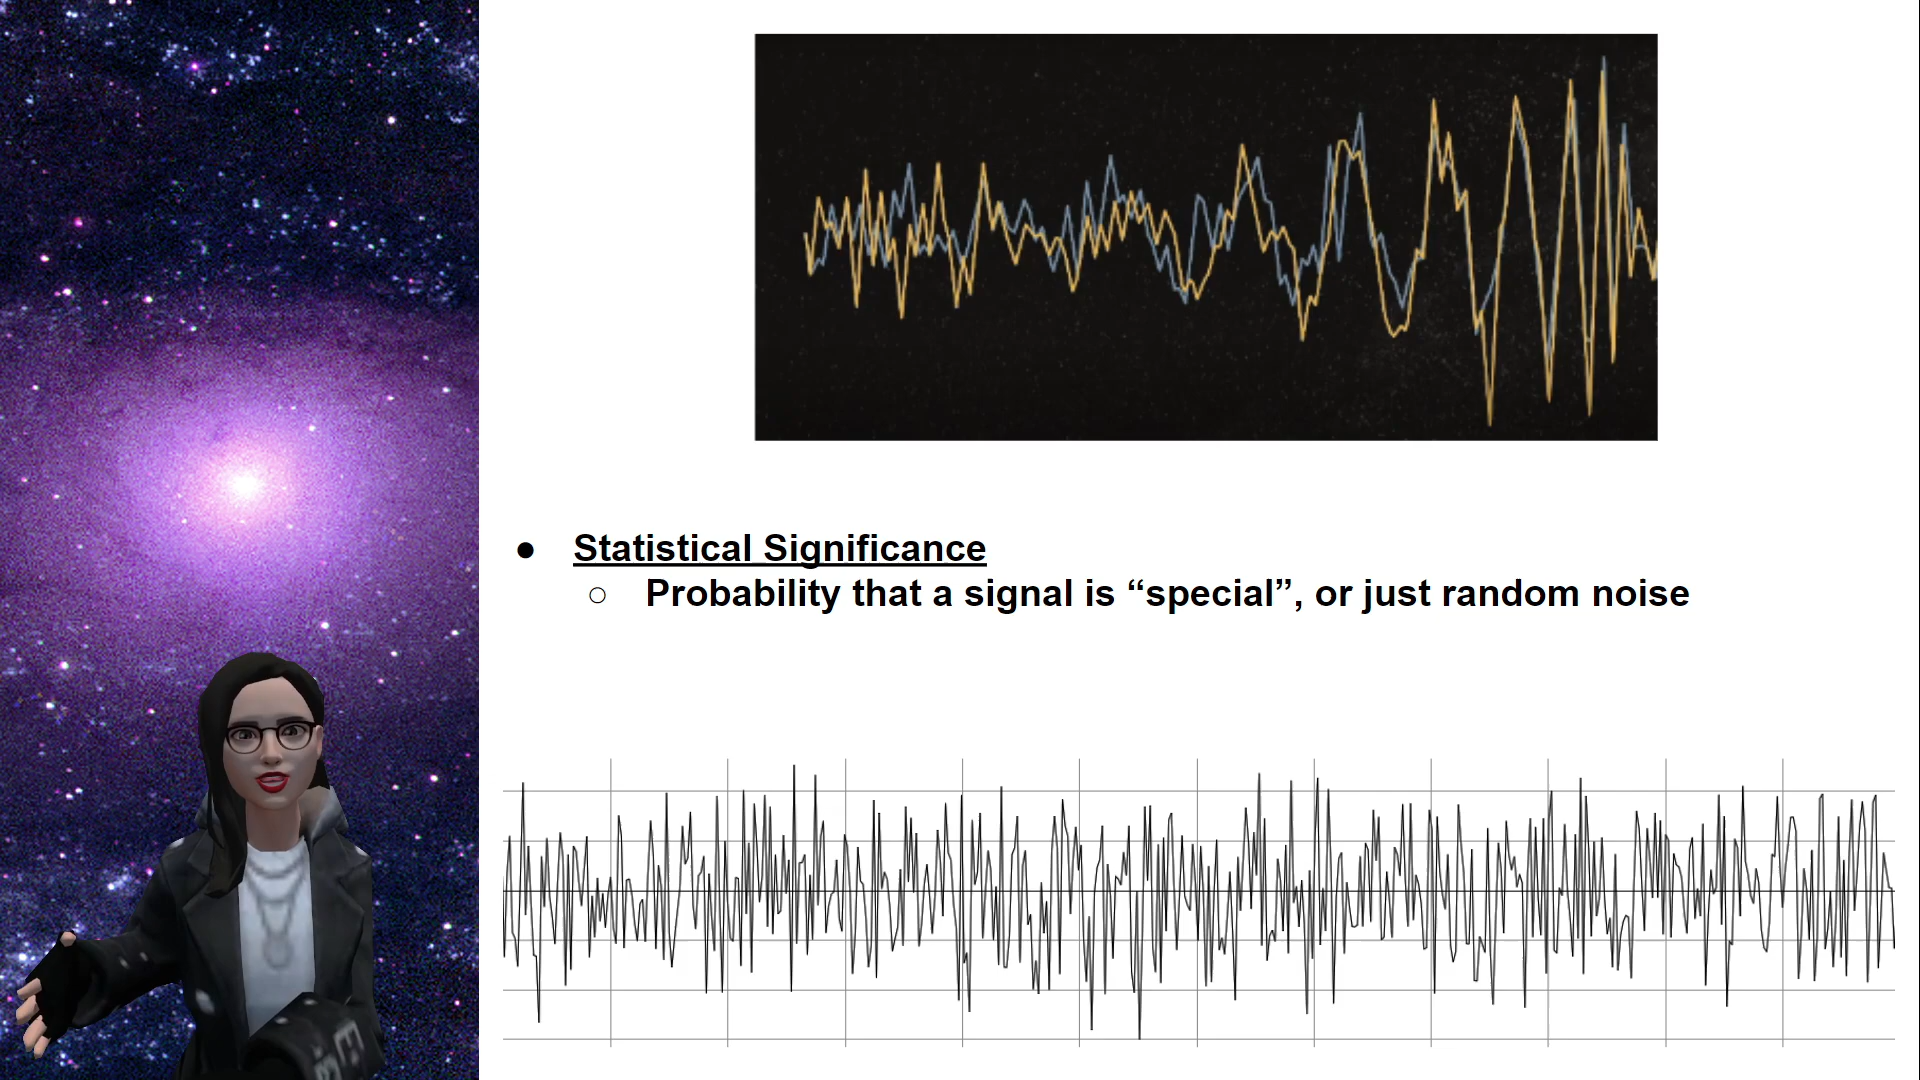 Statistical Significance
Probability that a signal is “special”, or just random noise